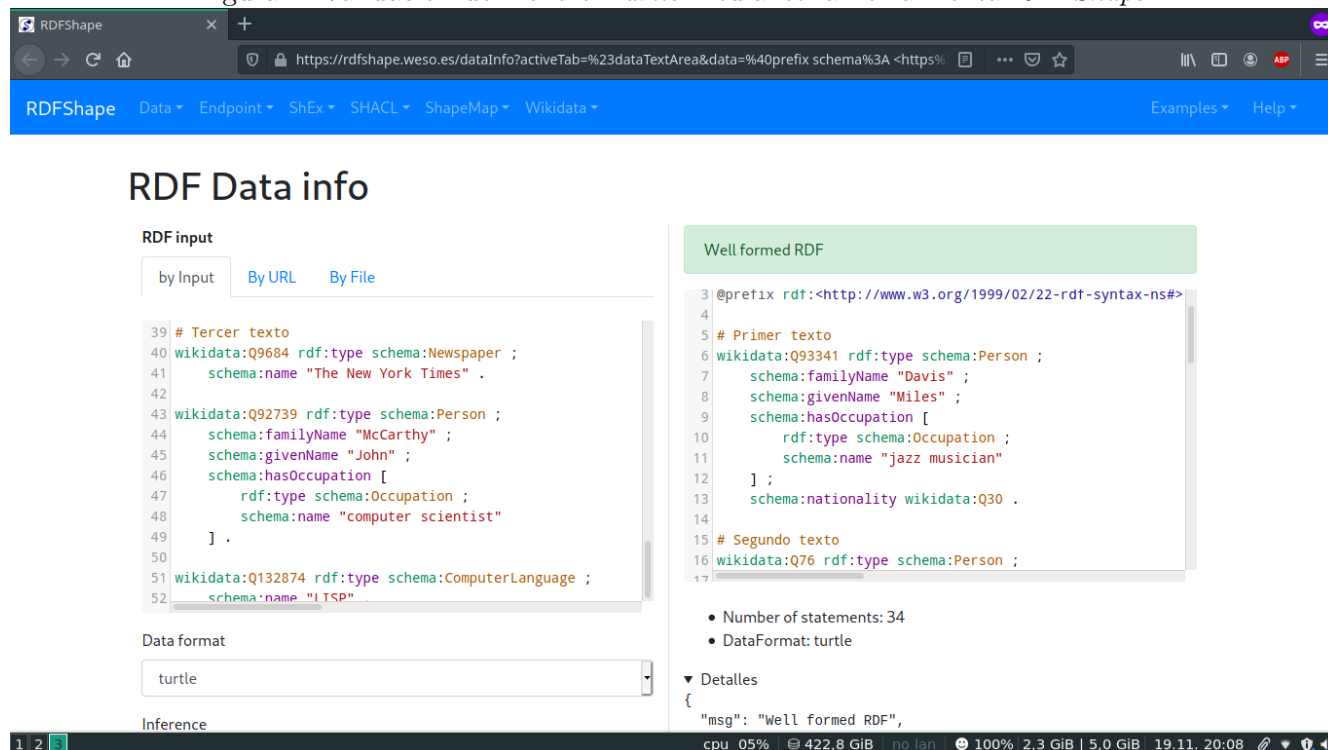 RDFShape
https://rdfshape.weso.es/dataInfo?activeTab=%23dataTextArea&data=%40prefix schema%3A <https%
ABP
RDFShape Data Endpoint ShEx SHACL ShapeMap Wikidata Examples Help
RDF Data info
RDF input
by Input By URL By File
39 # Tercer texto
40 wikidata:Q9684 rdf:type schema:Newspaper ;
41 schema:name "The New York Times" .
42
43 wikidata:Q92739 rdf:type schema:Person ;
44 schema:familyName "McCarthy" ;
45 schema:givenName "John" ;
46 schema:hasOccupation [
47 rdf:type schema:Occupation ;
48 schema:name "computer scientist"
49 ] .
50
51 wikidata:Q132874 rdf:type schema:ComputerLanguage ;
52 schema:name "LISP" .
Data format
turtle
Inference
Well formed RDF
3 @prefix rdf:<http://www.w3.org/1999/02/22-rdf-syntax-ns#>
4
5 # Primer texto
6 wikidata:Q93341 rdf:type schema:Person ;
7 schema:familyName "Davis" ;
8 schema:givenName "Miles" ;
9 schema:hasOccupation [
10 rdf:type schema:Occupation ;
11 schema:name "jazz musician"
12 ] ;
13 schema:nationality wikidata:Q30 .
14
15 # Segundo texto
16 wikidata:Q76 rdf:type schema:Person ;
17
• Number of statements: 34
• DataFormat: turtle
▼ Detalles
{
"msg": "Well formed RDF",
1 2 3 cpu 05% 422,8 GiB no lan 100% 2,3 GiB | 5,0 GiB 19.11. 20:08